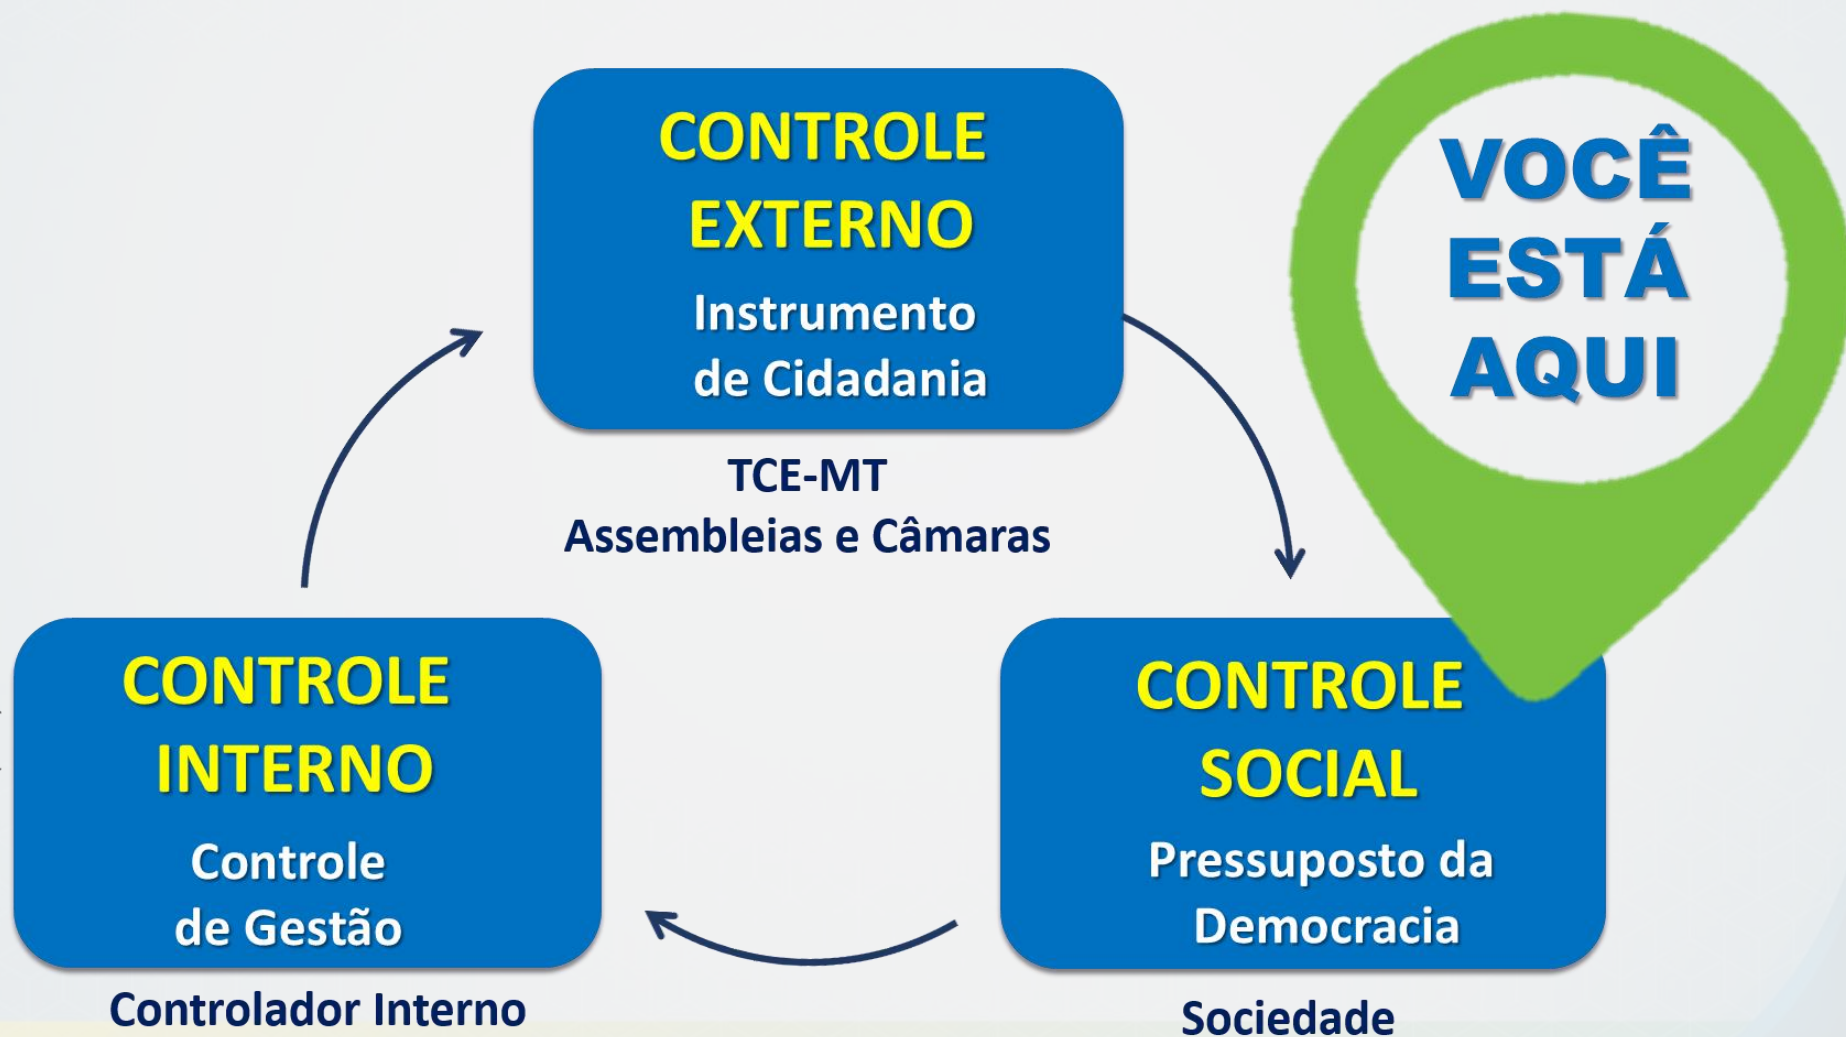 CONTROLE
EXTERNO
Instrumento
de Cidadania
TCE-MT
Assembleias e Câmaras
VOCÊ
ESTÁ
AQUI
CONTROLE
INTERNO
Controle
de Gestão
Controlador Interno
CONTROLE
SOCIAL
Pressuposto da
Democracia
Sociedade